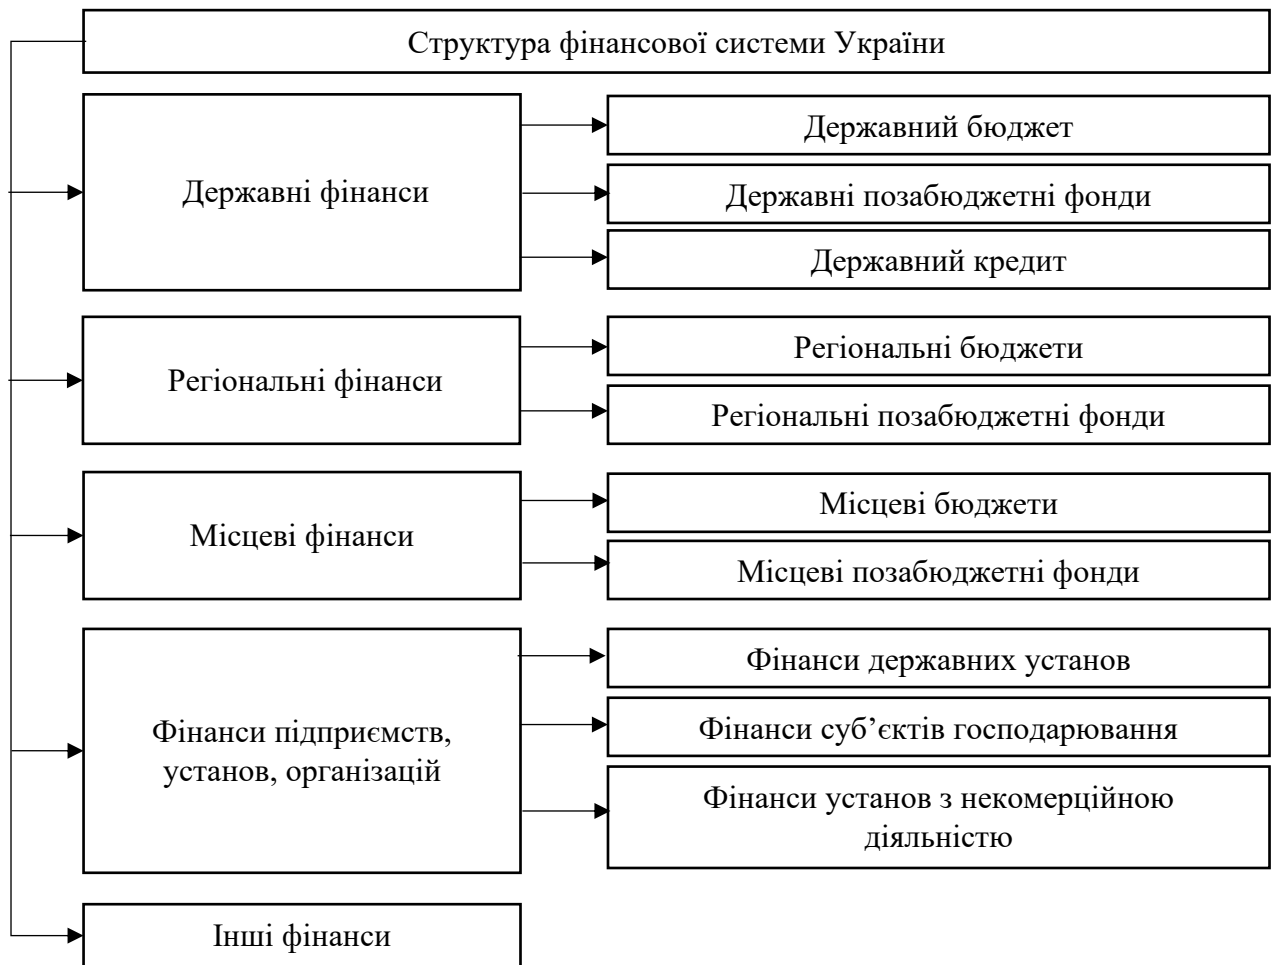 Структура фінансової системи України
Державні фінанси
Державний бюджет
Державні позабюджетні фонди
Державний кредит
Регіональні фінанси
Регіональні бюджети
Регіональні позабюджетні фонди
Місцеві фінанси
Місцеві бюджети
Місцеві позабюджетні фонди
Фінанси підприємств,
установ, організацій
Фінанси державних установ
Фінанси суб’єктів господарювання
Фінанси установ з некомерційною
діяльністю
Інші фінанси